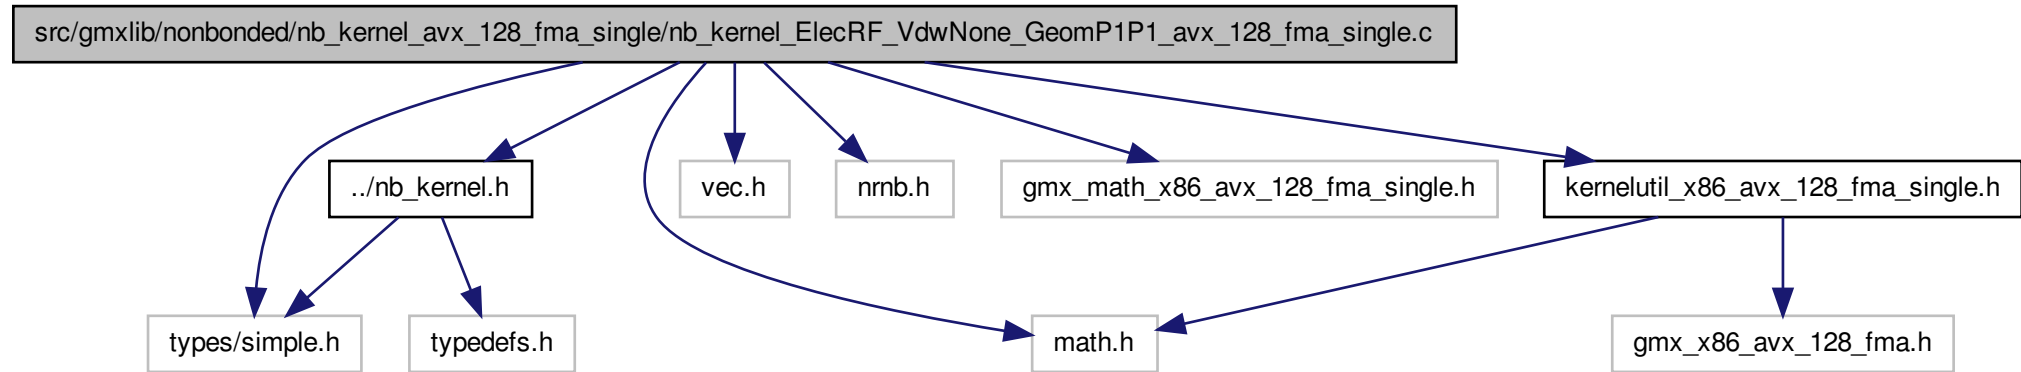 src/gmxlib/nonbonded/nb_kernel_avx_128_fma_single/nb_kernel_ElecRF_VdwNone_GeomP1P1_avx_128_fma_single.c
../nb_kernel.h
vec.h
nrnb.h
gmx_math_x86_avx_128_fma_single.h
kernelutil_x86_avx_128_fma_single.h
types/simple.h
typedefs.h
math.h
gmx_x86_avx_128_fma.h